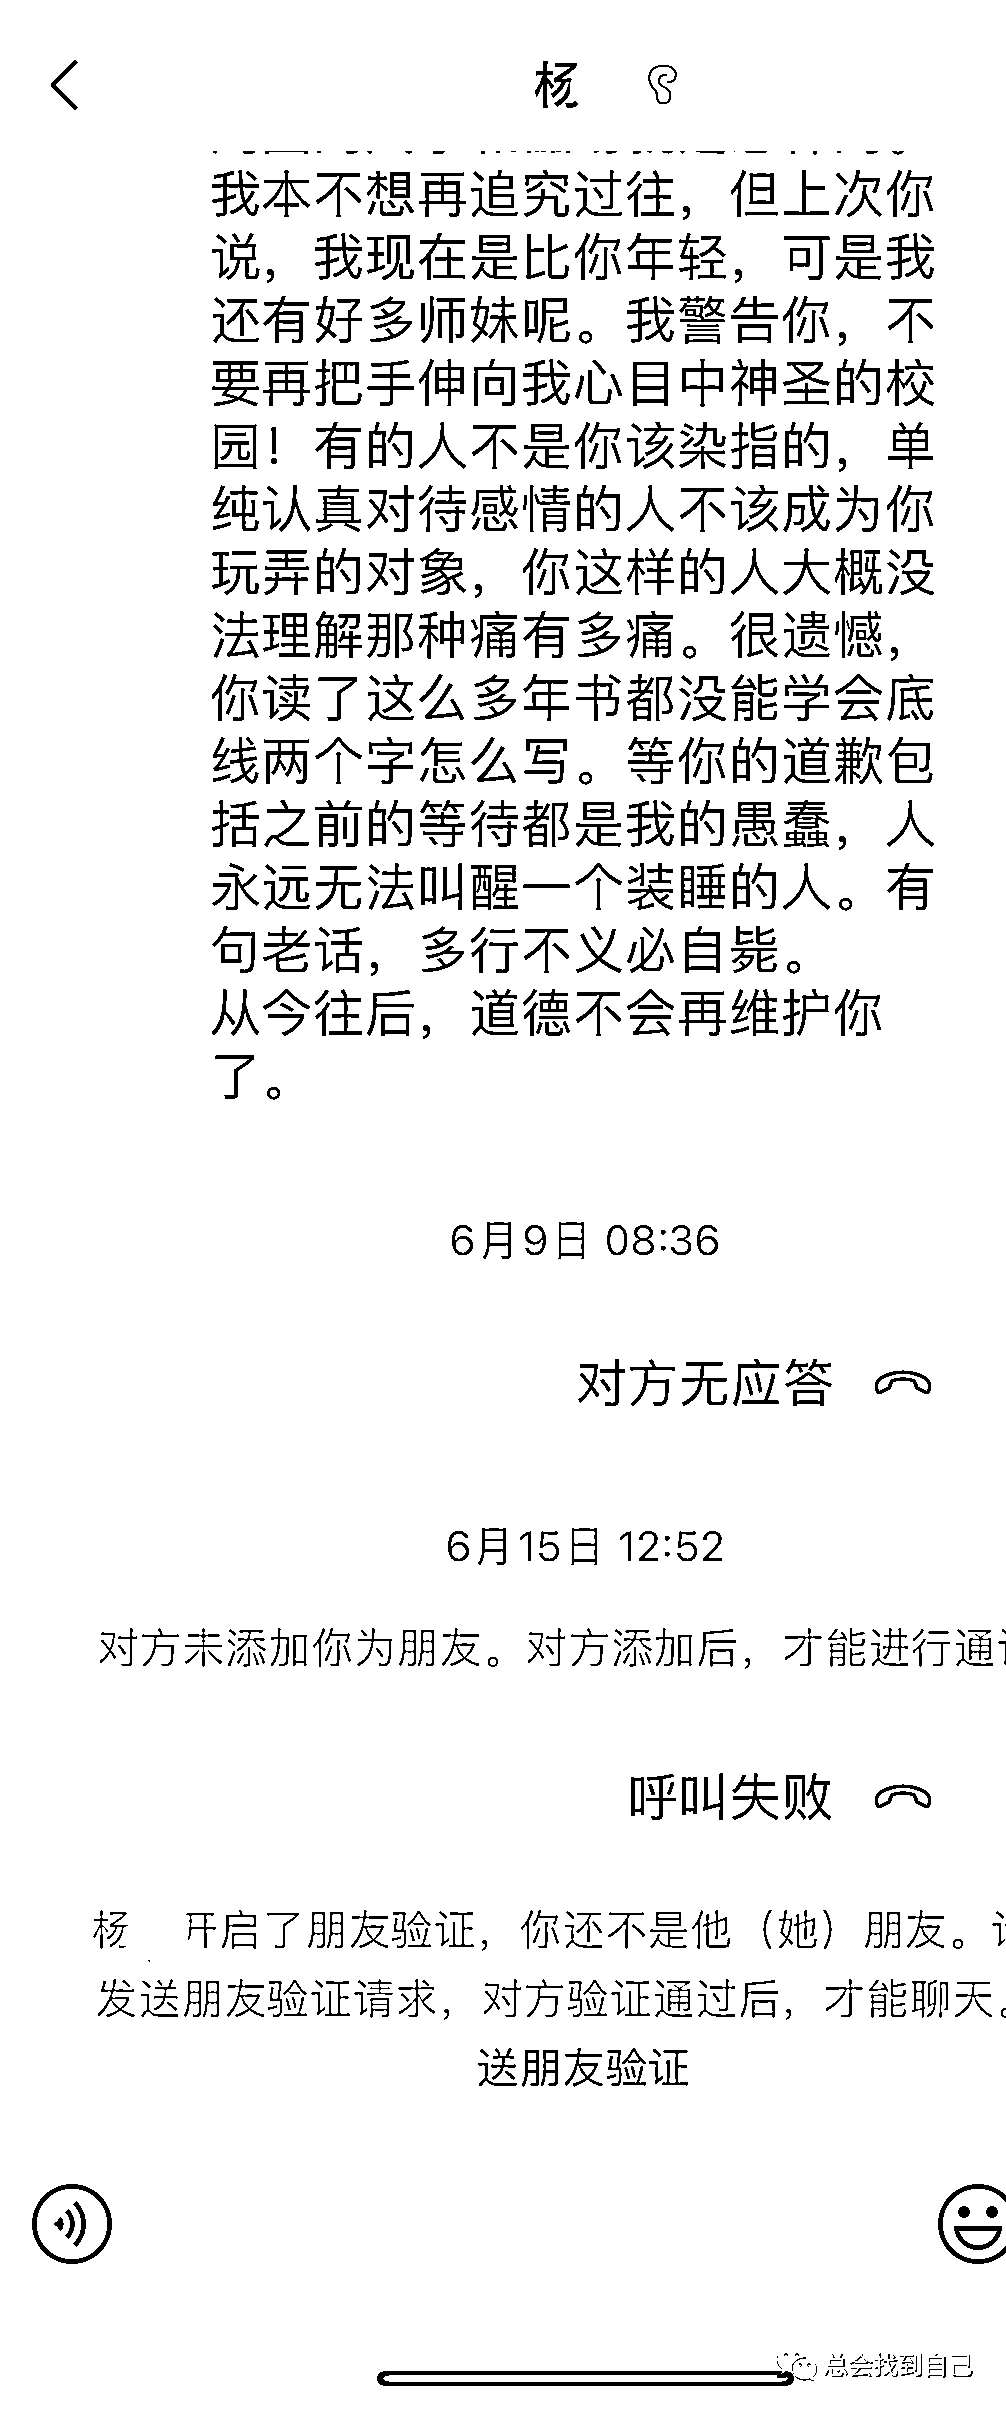 杨
我本不想再追究过往，但上次你
说，我现在是比你年轻，可是我
还有好多师妹呢。我警告你，不
要再把手伸向我心目中神圣的校
园！有的人不是你该染指的，单
纯认真对待感情的人不该成为你
玩弄的对象，你这样的人大概没
法理解那种痛有多痛。很遗憾，
你读了这么多年书都没能学会底
线两个字怎么写。等你的道歉包
括之前的等待都是我的愚蠢，人
永远无法叫醒一个装睡的人。有
句老话，多行不义必自毙。
从今往后，道德不会再维护你
了。
6月9日 08:36
对方无应答
6月15日 12:52
对方未添加你为朋友。对方添加后，才能进行通
呼叫失败
杨 开启了朋友验证，你还不是他（她）朋友。
发送朋友验证请求，对方验证通过后，才能聊天。
送朋友验证
总会找到自己